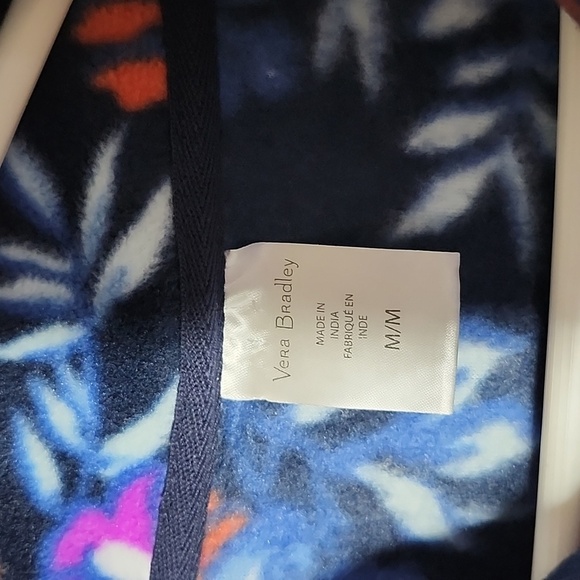 VERA BRADLEY
MADE IN
INDIA
FABRIQUÉ EN
INDE
M/M